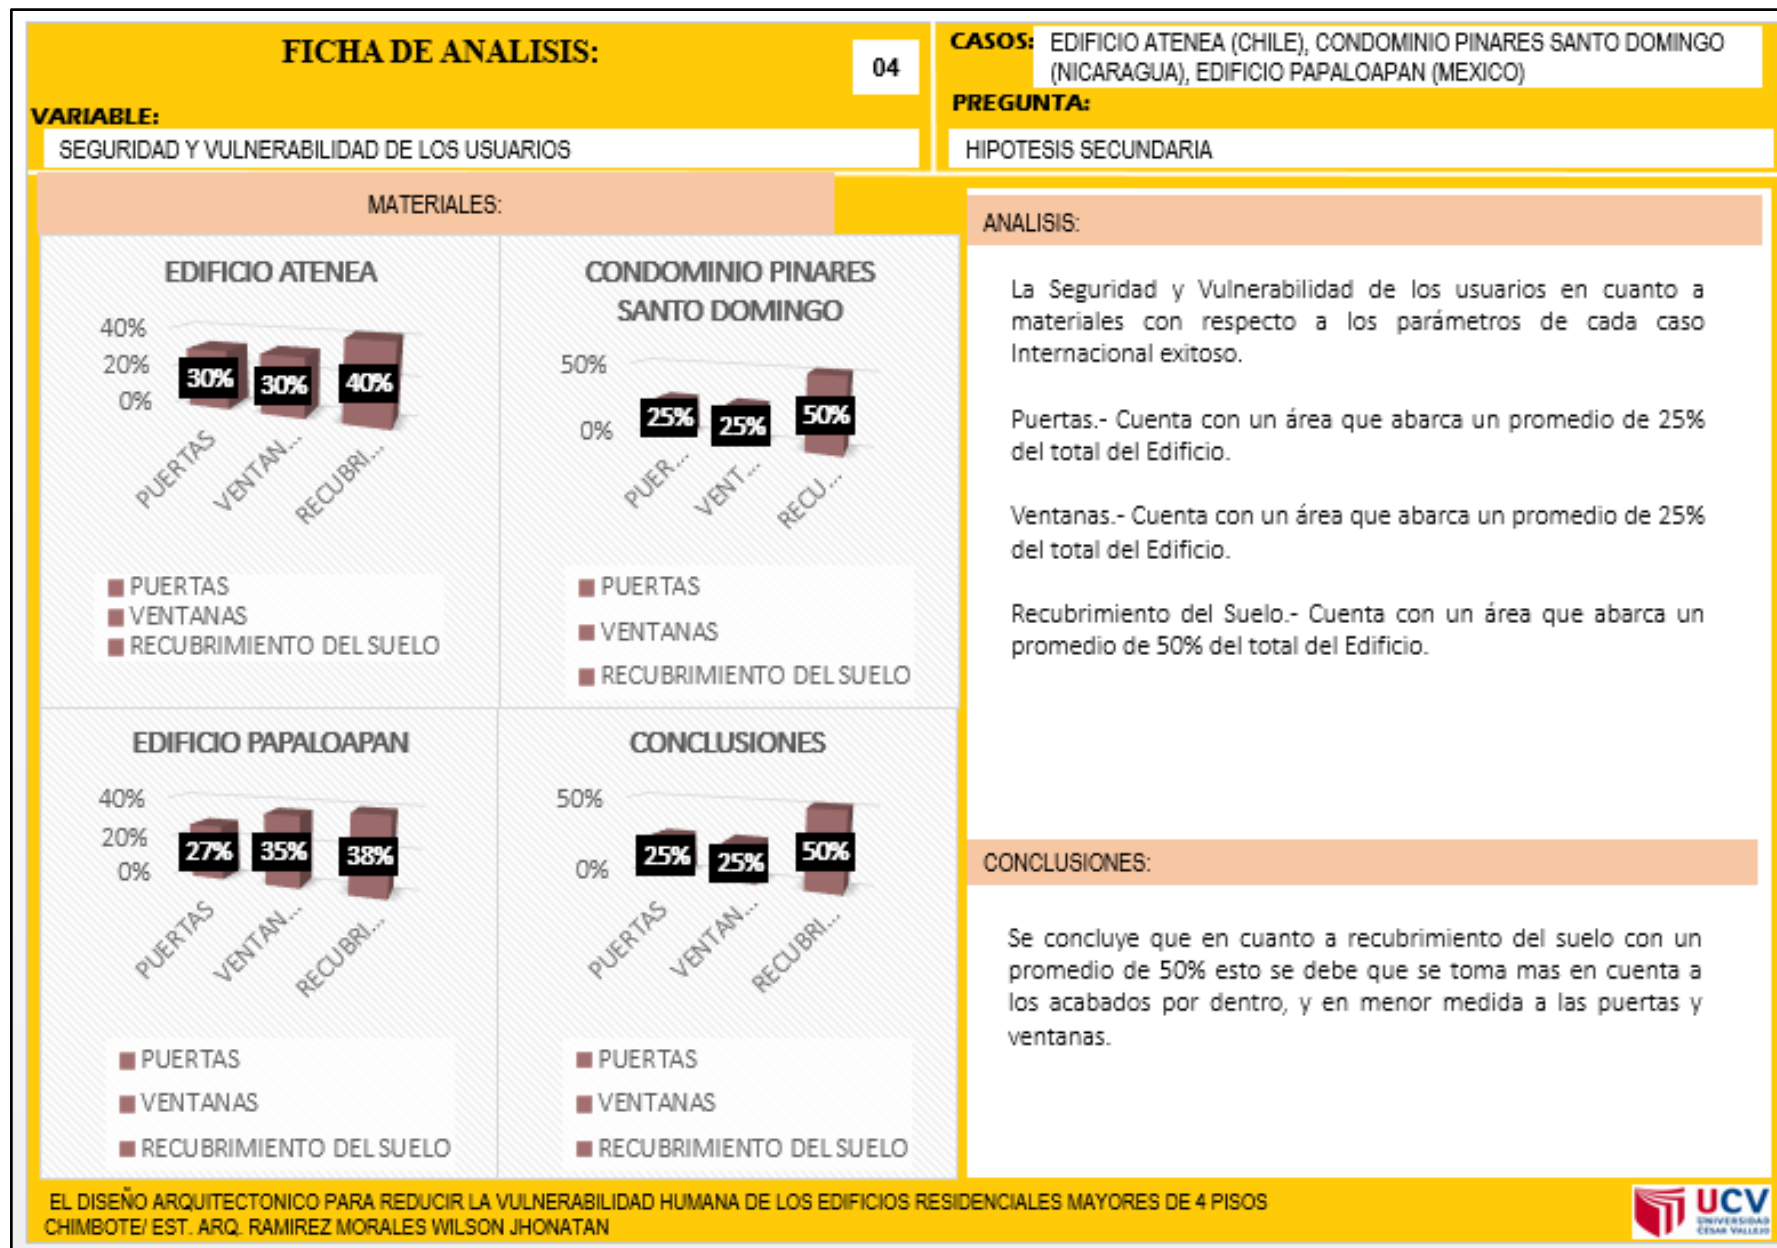 FICHA DE ANALISIS:
04
VARIABLE:
SEGURIDAD Y VULNERABILIDAD DE LOS USUARIOS
CASOS:
EDIFICIO ATENEA (CHILE), CONDOMINIO PINARES SANTO DOMINGO
(NICARAGUA), EDIFICIO PAPALOAPAN (MEXICO)
PREGUNTA:
HIPOTESIS SECUNDARIA
MATERIALES:
EDIFICIO ATENEA
40%
20%
0%
30%
30%
40%
PUERTAS
VENTAN...
RECUBRI...
PUERTAS
VENTANAS
RECUBRIMIENTO DEL SUELO
CONDOMINIO PINARES
SANTO DOMINGO
50%
0%
25%
25%
50%
PUER...
VENT...
RECU...
PUERTAS
VENTANAS
RECUBRIMIENTO DEL SUELO
EDIFICIO PAPALOAPAN
40%
20%
0%
27%
35%
38%
PUERTAS
VENTAN...
RECUBRI...
PUERTAS
VENTANAS
RECUBRIMIENTO DEL SUELO
CONCLUSIONES
50%
0%
25%
25%
50%
PUERTAS
VENTAN...
RECUBRI...
PUERTAS
VENTANAS
RECUBRIMIENTO DEL SUELO
ANALISIS:
La Seguridad y Vulnerabilidad de los usuarios en cuanto a
materiales con respecto a los parámetros de cada caso
Internacional exitoso.
Puertas.- Cuenta con un área que abarca un promedio de 25%
del total del Edificio.
Ventanas.- Cuenta con un área que abarca un promedio de 25%
del total del Edificio.
Recubrimiento del Suelo.- Cuenta con un área que abarca un
promedio de 50% del total del Edificio.
CONCLUSIONES:
Se concluye que en cuanto a recubrimiento del suelo con un
promedio de 50% esto se debe que se toma mas en cuenta a
los acabados por dentro, y en menor medida a las puertas y
ventanas.
EL DISEÑO ARQUITECTONICO PARA REDUCIR LA VULNERABILIDAD HUMANA DE LOS EDIFICIOS RESIDENCIALES MAYORES DE 4 PISOS
CHIMBOTE/ EST. ARQ. RAMIREZ MORALES WILSON JHONATAN
UCV
UNIVERSIDAD
CÉSAR VALLEJO